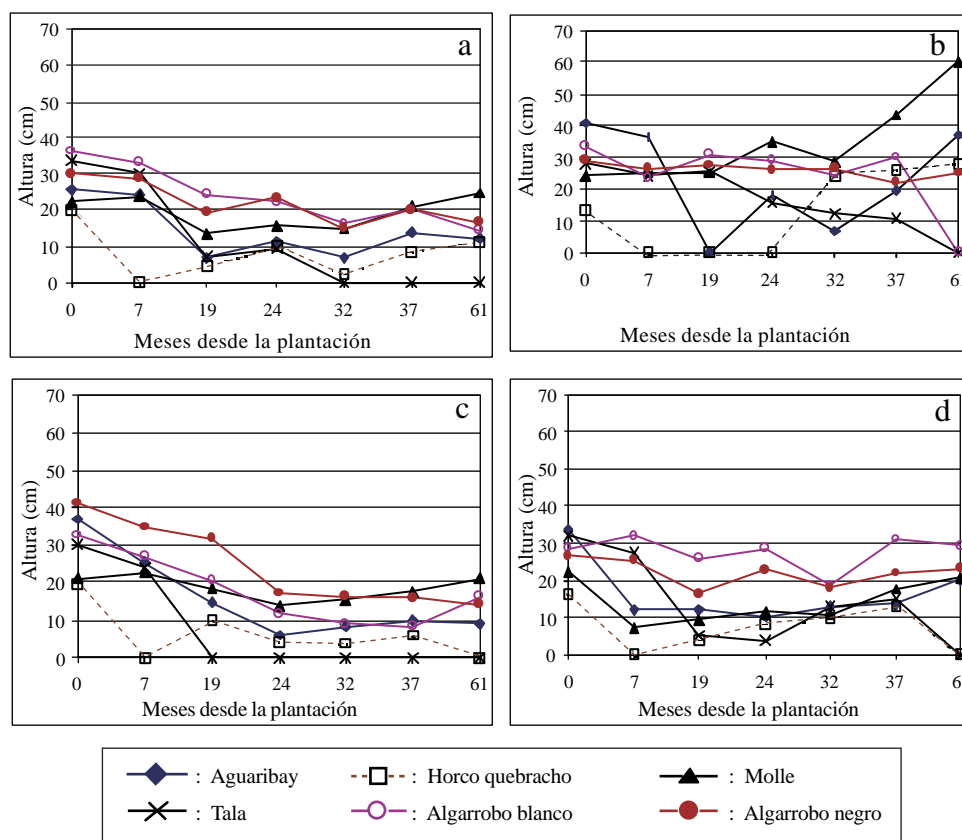 a
70
60
50
40
30
20
10
0
Altura (cm)
0 7 19 24 32 37 61
Meses desde la plantación
b
70
60
50
40
30
20
10
0
Altura (cm)
0 7 19 24 32 37 61
Meses desde la plantación
c
70
60
50
40
30
20
10
0
Altura (cm)
0 7 19 24 32 37 61
Meses desde la plantación
d
70
60
50
40
30
20
10
0
Altura (cm)
0 7 19 24 32 37 6
Meses desde la plantación
: Aguaribay : Horco quebracho : Molle
: Tala : Algarrobo blanco : Algarrobo negro